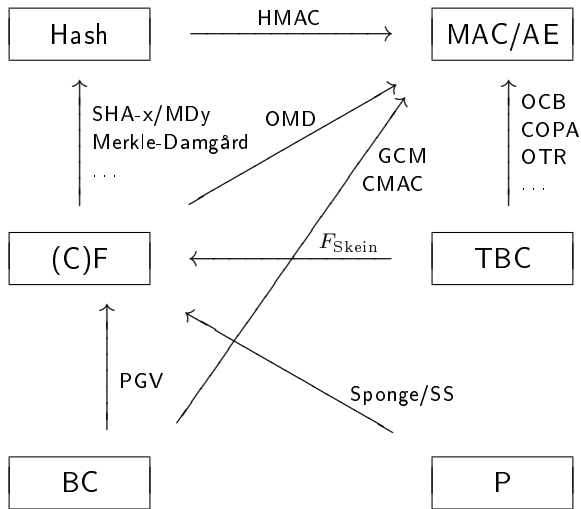 HMAC
Hash
MAC/AE
SHA-x/MDy
Merkle-Damgård
...
OMD
OCB
COPA
OTR
...
GCM
CMAC
F_Skein
(C)F
TBC
PGV
Sponge/SS
BC
P